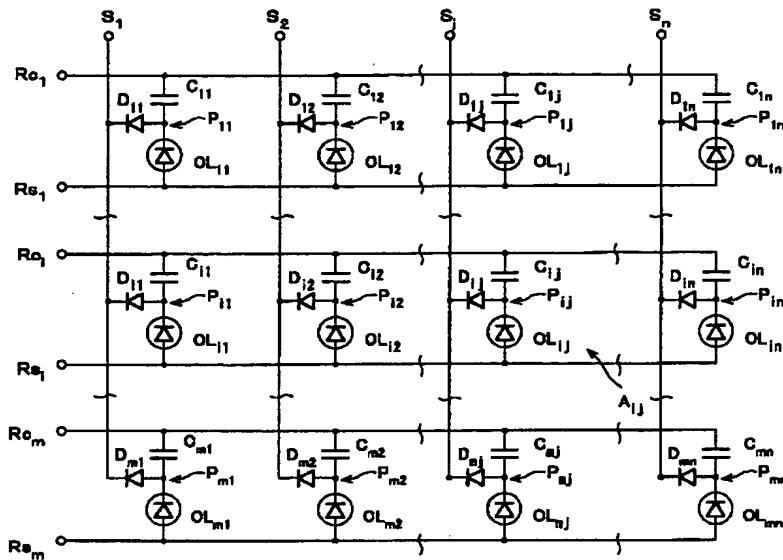 S1 S2 Sj Sn
Rc1
C11 C12 C1j C1n
D11 D12 D1j D1n
P11 P12 P1j P1n
OL11 OL12 OL1j OL1n
Rs1
Rci
Ci1 Ci2 Cij Cin
Di1 Di2 Dij Din
Pi1 Pi2 Pij Pin
OLi1 OLi2 OLij OLin
Rsi
Aij
Rcm
Cm1 Cm2 Cmj Cmn
Dm1 Dm2 Dmj Dmn
Pm1 Pm2 Pmj Pmn
OLm1 OLm2 OLmj OLmn
Rsm